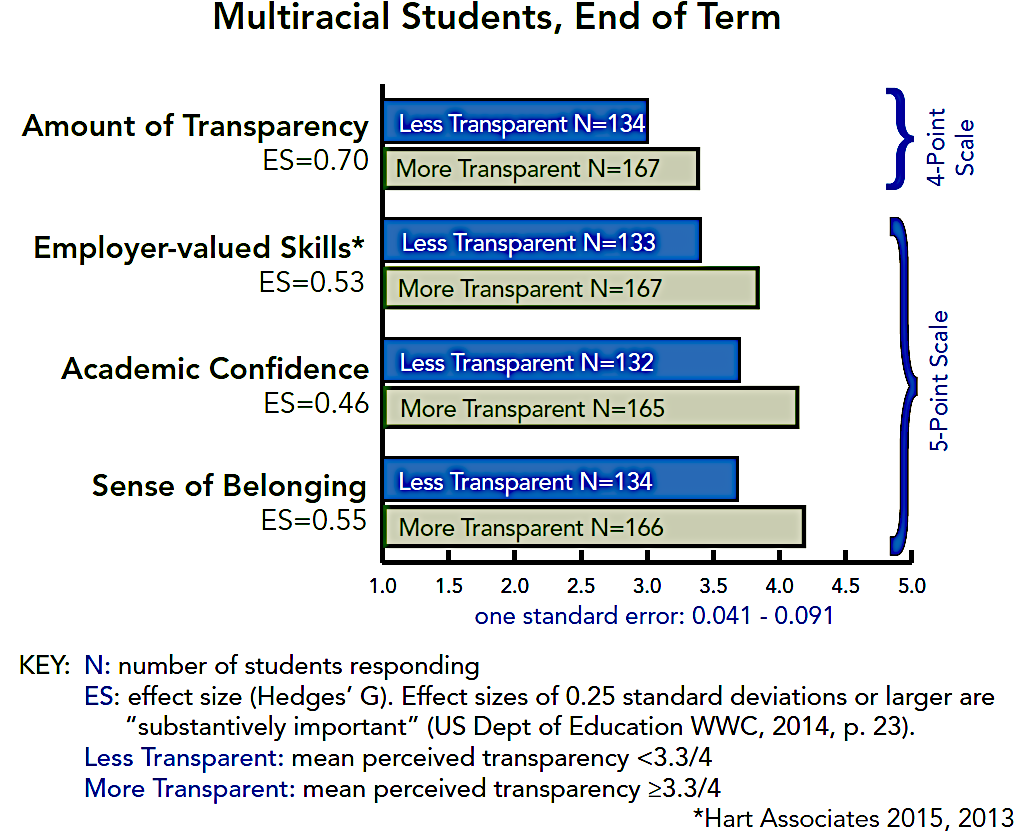 Multiracial Students, End of Term
Amount of Transparency
ES=0.70
Less Transparent N=134
More Transparent N=167
4-Point
Scale
Employer-valued Skills*
ES=0.53
Less Transparent N=133
More Transparent N=167
Academic Confidence
ES=0.46
Less Transparent N=132
More Transparent N=165
5-Point Scale
Sense of Belonging
ES=0.55
Less Transparent N=134
More Transparent N=166
1.0 1.5 2.0 2.5 3.0 3.5 4.0 4.5 5.0
one standard error: 0.041 - 0.091
KEY: N: number of students responding
ES: effect size (Hedges’ G). Effect sizes of 0.25 standard deviations or larger are
“substantively important” (US Dept of Education WWC, 2014, p. 23).
Less Transparent: mean perceived transparency <3.3/4
More Transparent: mean perceived transparency ≥3.3/4
*Hart Associates 2015, 2013